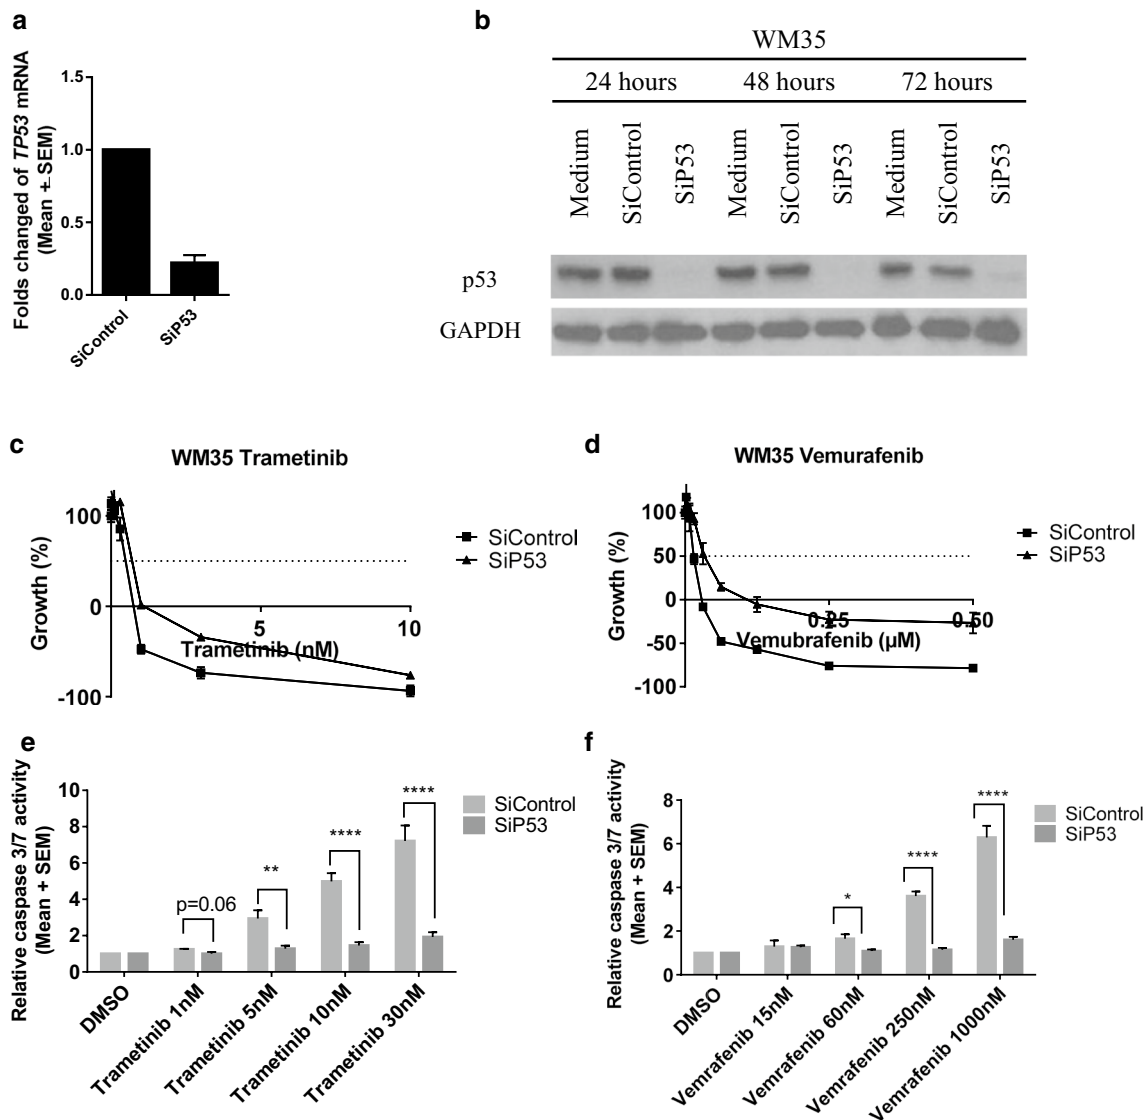 a
Folds changed of TP53 mRNA
(Mean +-SEM)
1.5
1.0
0.5
0.0
SiControl
SiP53
b
WM35
24 hours 48 hours 72 hours
Medium SiControl SiP53 Medium SiControl SiP53 Medium SiControl SiP53
p53
GAPDH
c
WM35 Trametinib
Growth (%)
100
0
-100
5 10
Trametinib (nM)
SiControl
SiP53
d
WM35 Vemurafenib
Growth (%)
100
50
0
-50
-100
0.25 0.50
Vemubrafenib (µM)
SiControl
SiP53
e
Relative caspase 3/7 activity
(Mean + SEM)
10
8
6
4
2
0
p=0.06
**
****
****
SiControl
SiP53
DMSO
Trametinib 1nM
Trametinib 5nM
Trametinib 10nM
Trametinib 30nM
f
Relative caspase 3/7 activity
(Mean + SEM)
8
6
4
2
0
*
****
****
SiControl
SiP53
DMSO
Vemrafenib 15nM
Vemrafenib 60nM
Vemrafenib 250nM
Vemrafenib 1000nM